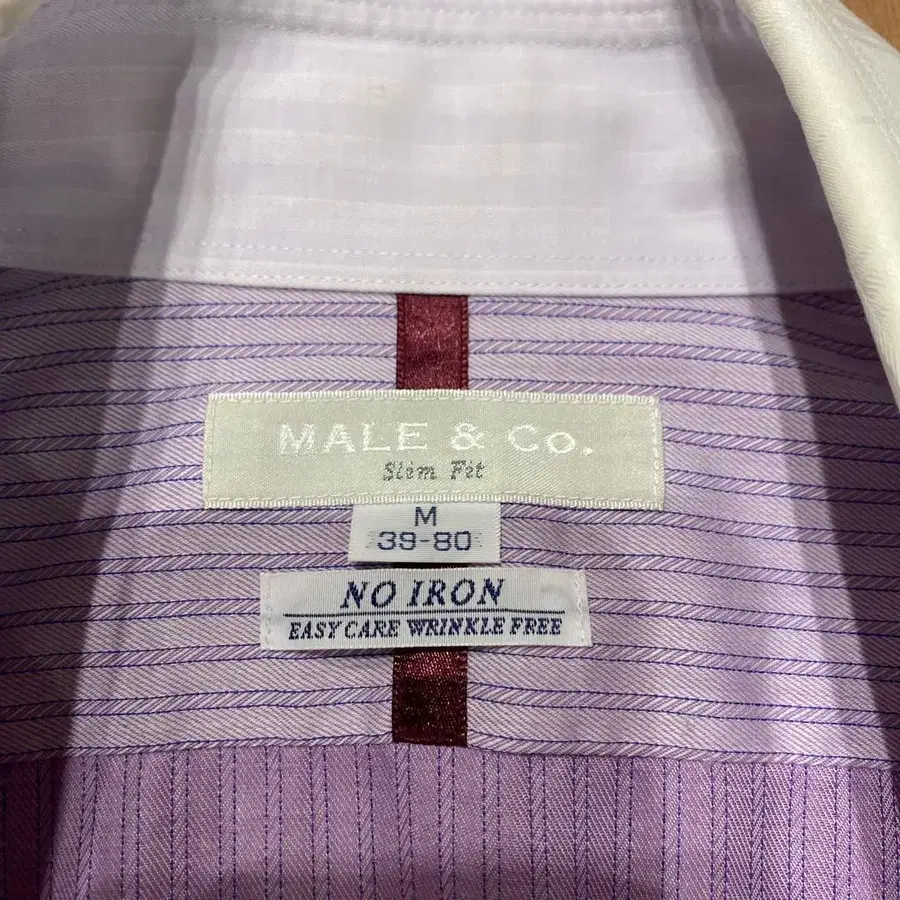 MALE & Co.
Slim Fit
M
39-80
NO IRON
EASY CARE WRINKLE FREE